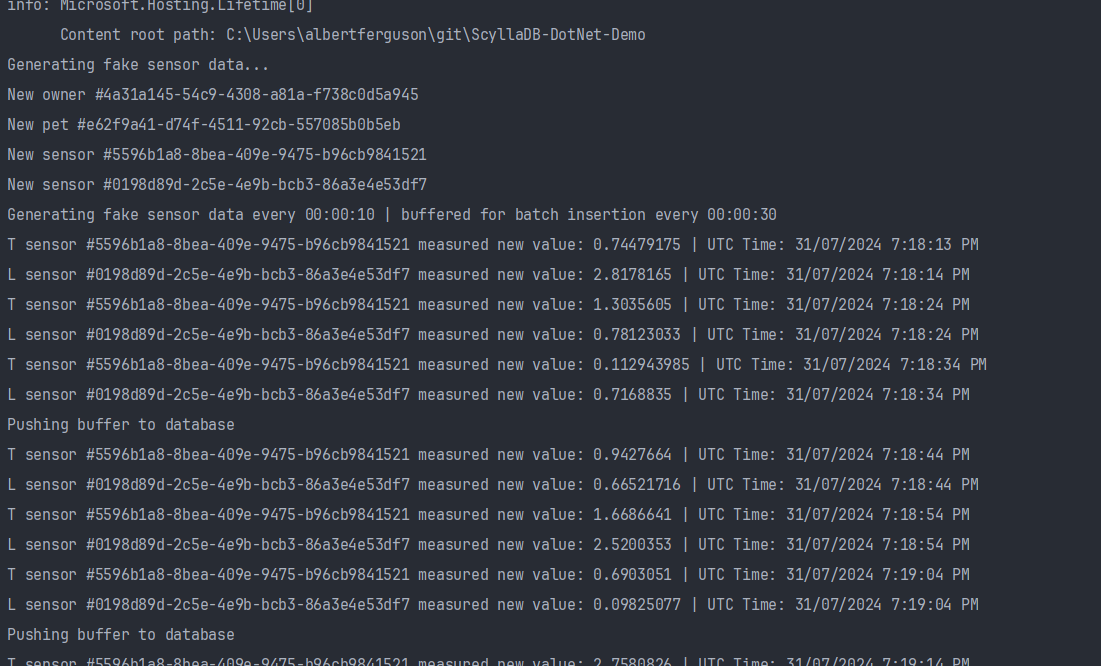 info: Microsoft.Hosting.Lifetime[0]
Content root path: C:\Users\albertferguson\git\ScyllaDB-DotNet-Demo
Generating fake sensor data...
New owner #4a31a145-54c9-4308-a81a-f738c0d5a945
New pet #e62f9a41-d74f-4511-92cb-557085b0b5eb
New sensor #5596b1a8-8bea-409e-9475-b96cb9841521
New sensor #0198d89d-2c5e-4e9b-bcb3-86a3e4e53df7
Generating fake sensor data every 00:00:10 | buffered for batch insertion every 00:00:30
T sensor #5596b1a8-8bea-409e-9475-b96cb9841521 measured new value: 0.74479175 | UTC Time: 31/07/2024 7:18:13 PM
L sensor #0198d89d-2c5e-4e9b-bcb3-86a3e4e53df7 measured new value: 2.8178165 | UTC Time: 31/07/2024 7:18:14 PM
T sensor #5596b1a8-8bea-409e-9475-b96cb9841521 measured new value: 1.3035605 | UTC Time: 31/07/2024 7:18:24 PM
L sensor #0198d89d-2c5e-4e9b-bcb3-86a3e4e53df7 measured new value: 0.78123033 | UTC Time: 31/07/2024 7:18:24 PM
T sensor #5596b1a8-8bea-409e-9475-b96cb9841521 measured new value: 0.112943985 | UTC Time: 31/07/2024 7:18:34 PM
L sensor #0198d89d-2c5e-4e9b-bcb3-86a3e4e53df7 measured new value: 0.7168835 | UTC Time: 31/07/2024 7:18:34 PM
Pushing buffer to database
T sensor #5596b1a8-8bea-409e-9475-b96cb9841521 measured new value: 0.9427664 | UTC Time: 31/07/2024 7:18:44 PM
L sensor #0198d89d-2c5e-4e9b-bcb3-86a3e4e53df7 measured new value: 0.66521716 | UTC Time: 31/07/2024 7:18:44 PM
T sensor #5596b1a8-8bea-409e-9475-b96cb9841521 measured new value: 1.6686641 | UTC Time: 31/07/2024 7:18:54 PM
L sensor #0198d89d-2c5e-4e9b-bcb3-86a3e4e53df7 measured new value: 2.5200353 | UTC Time: 31/07/2024 7:18:54 PM
T sensor #5596b1a8-8bea-409e-9475-b96cb9841521 measured new value: 0.6903051 | UTC Time: 31/07/2024 7:19:04 PM
L sensor #0198d89d-2c5e-4e9b-bcb3-86a3e4e53df7 measured new value: 0.09825077 | UTC Time: 31/07/2024 7:19:04 PM
Pushing buffer to database
T sensor #5596b1a8-8bea-409e-9475-b96cb9841521 measured new value: 2.7580826 | UTC Time: 31/07/2024 7:19:14 PM